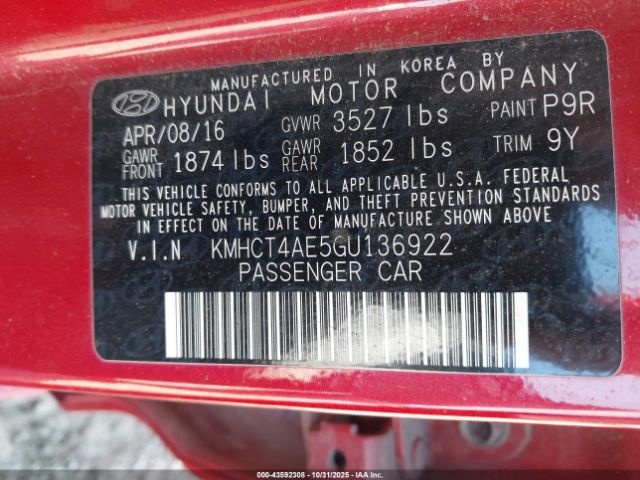 MANUFACTURED IN KOREA BY
HYUNDAI MOTOR COMPANY
APR/08/16 GVWR 3527 lbs PAINT P9R
GAWR FRONT 1874 lbs GAWR REAR 1852 lbs TRIM 9Y
THIS VEHICLE CONFORMS TO ALL APPLICABLE U.S.A. FEDERAL
MOTOR VEHICLE SAFETY, BUMPER, AND THEFT PREVENTION STANDARDS
IN EFFECT ON THE DATE OF MANUFACTURE SHOWN ABOVE
V.I.N KMHCT4AE5GU136922
PASSENGER CAR
000-43592308 - 10/31/2025 - COPYRIGHT IAA, LLC.